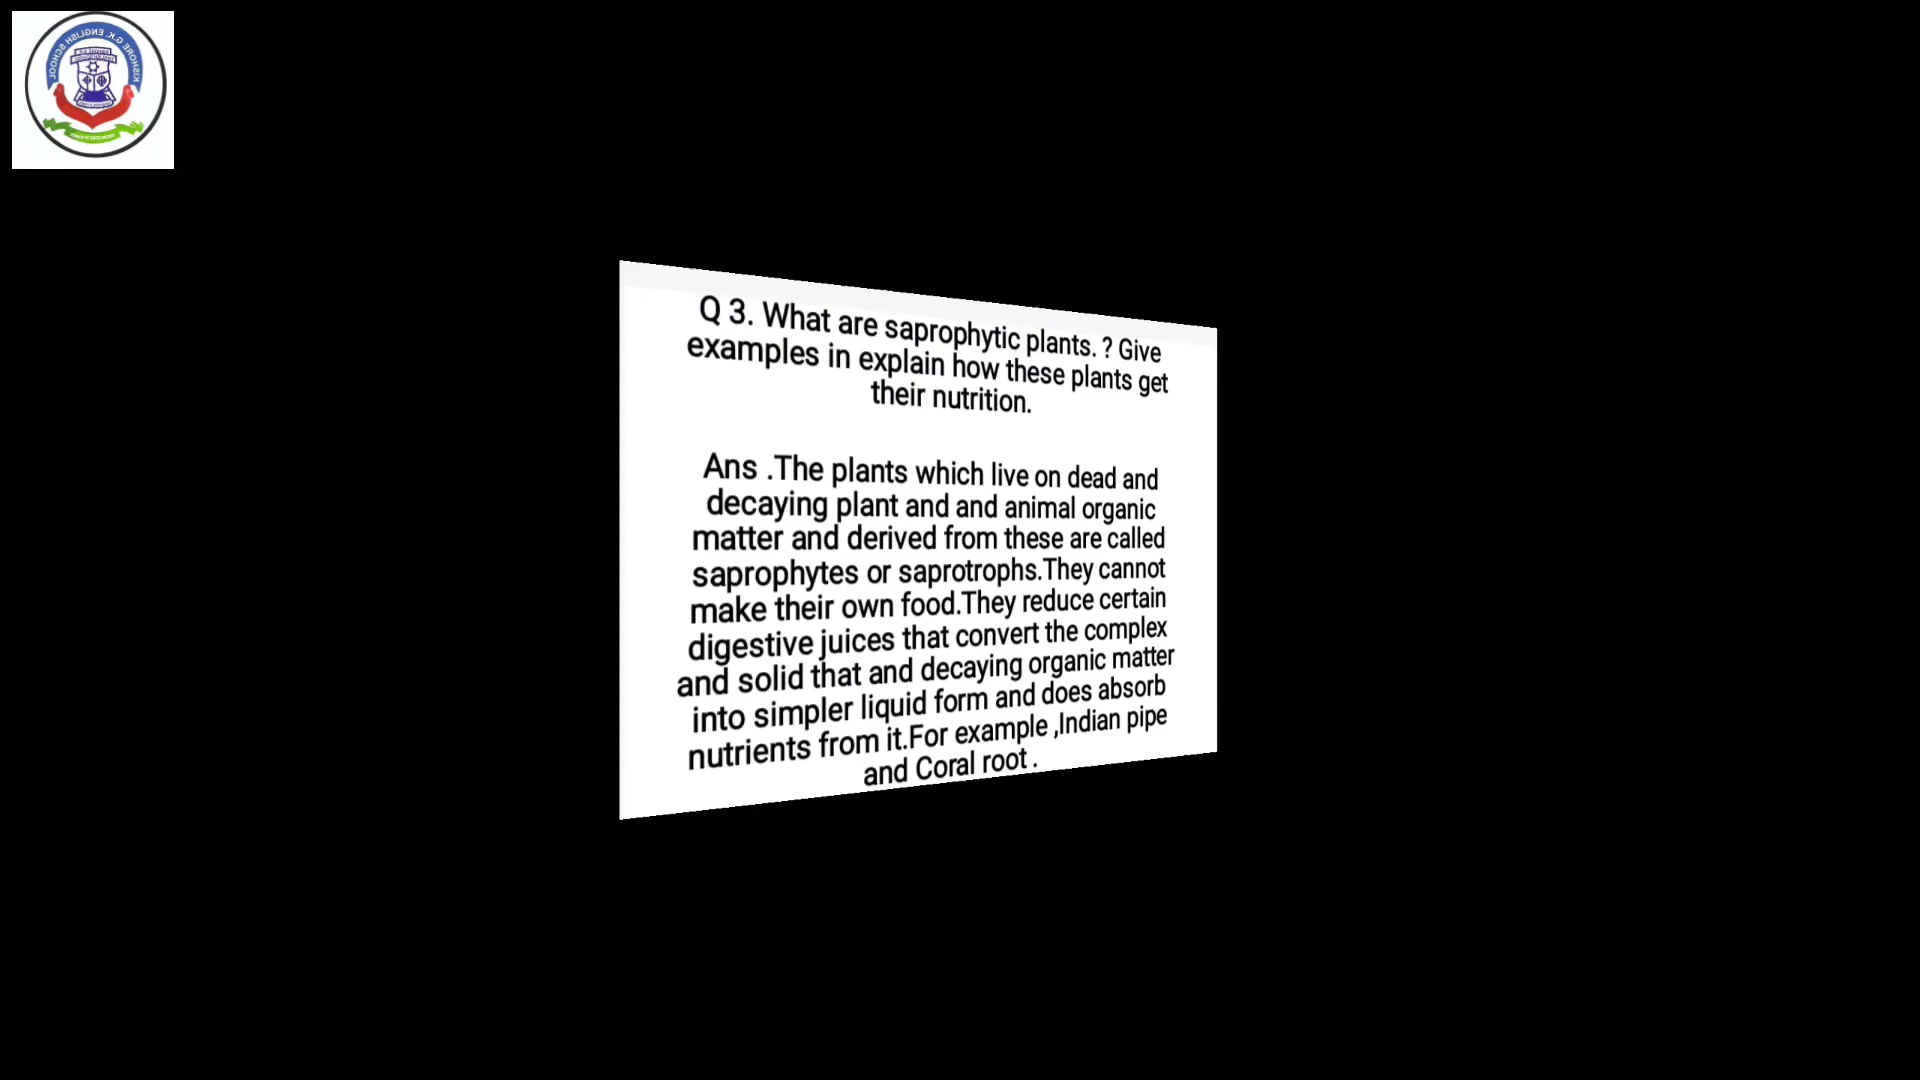 KISHORE G.K. ENGLISH SCHOOL
Q 3. What are saprophytic plants. ? Give
examples in explain how these plants get
their nutrition.
Ans .The plants which live on dead and
decaying plant and and animal organic
matter and derived from these are called
saprophytes or saprotrophs.They cannot
make their own food.They reduce certain
digestive juices that convert the complex
and solid that and decaying organic matter
into simpler liquid form and does absorb
nutrients from it.For example ,Indian pipe
and Coral root .